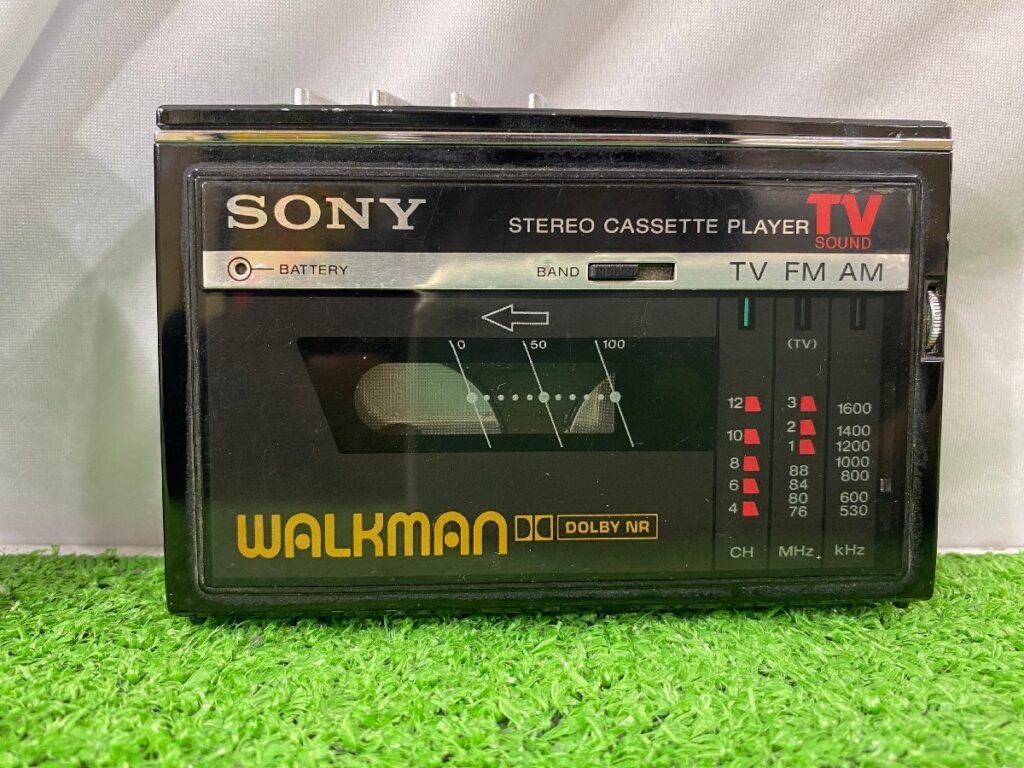 SONY
STEREO CASSETTE PLAYER TV
SOUND
BATTERY
BAND
TV FM AM
(TV)
0 50 100
12 3 1600
10 2 1400
1 1200
8 88 1000
6 84 800
80 600
4 76 530
CH MHz kHz
WALKMAN DOLBY NR